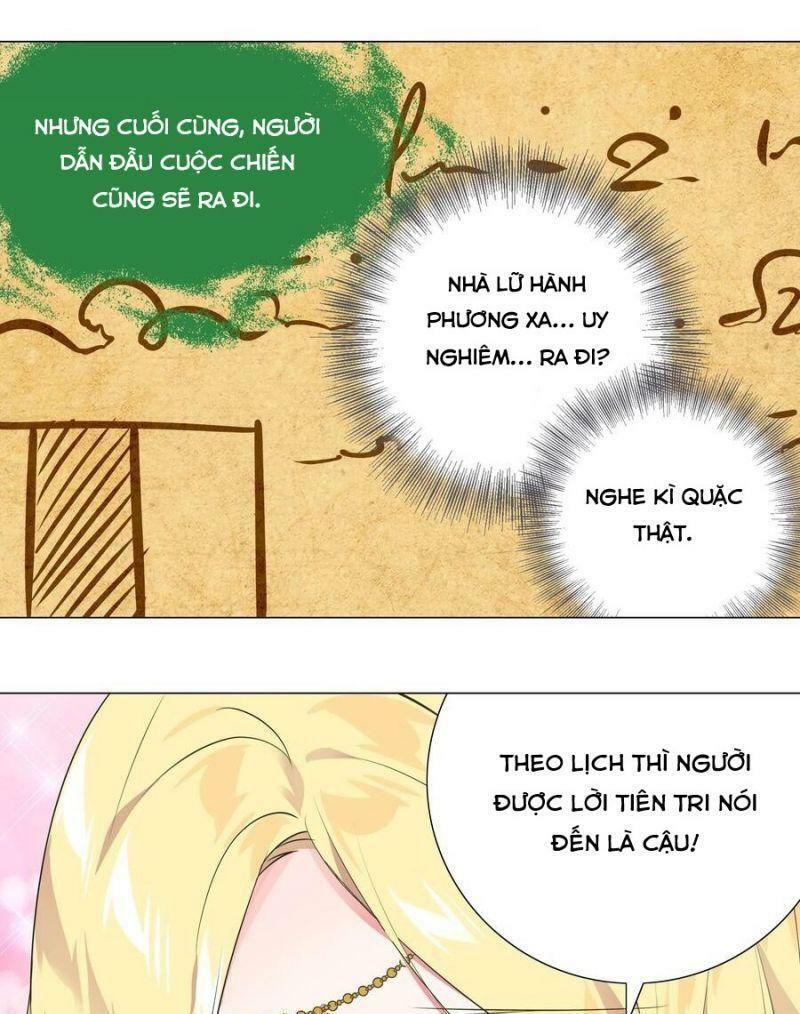 NHƯNG CUỐI CÙNG, NGƯỜI
DẪN ĐẦU CUỘC CHIẾN
CŨNG SẼ RA ĐI.
NHÀ LỮ HÀNH
PHƯƠNG XA... UY
NGHIÊM... RA ĐI?
NGHE KÌ QUẶC
THẬT.
THEO LỊCH THÌ NGƯỜI
ĐƯỢC LỜI TIÊN TRI NÓI
ĐẾN LÀ CẬU!